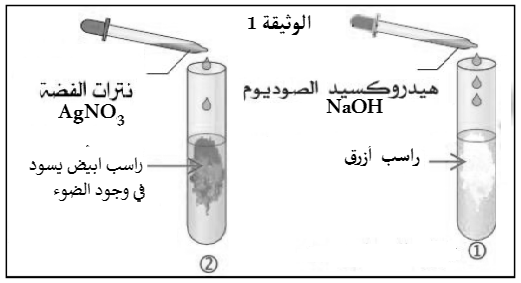 الوثيقة 1
هيدروكسيد الصوديوم
NaOH
راسب أزرق
①
نترات الفضة
AgNO₃
راسب ابيض يسود
في وجود الضوء
②